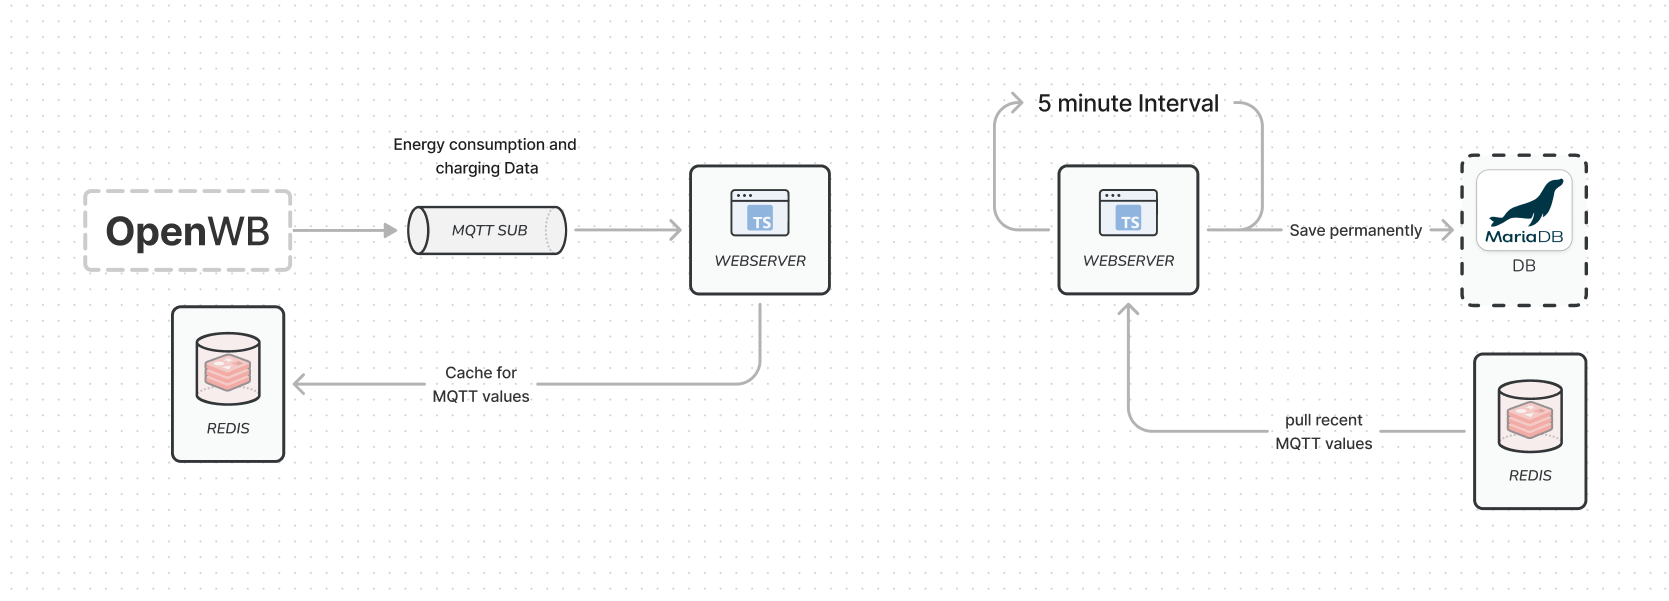 Energy consumption and
charging Data
OpenWB
MQTT SUB
TS
WEBSERVER
Cache for
MQTT values
REDIS
5 minute Interval
TS
WEBSERVER
Save permanently
MariaDB
DB
pull recent
MQTT values
REDIS